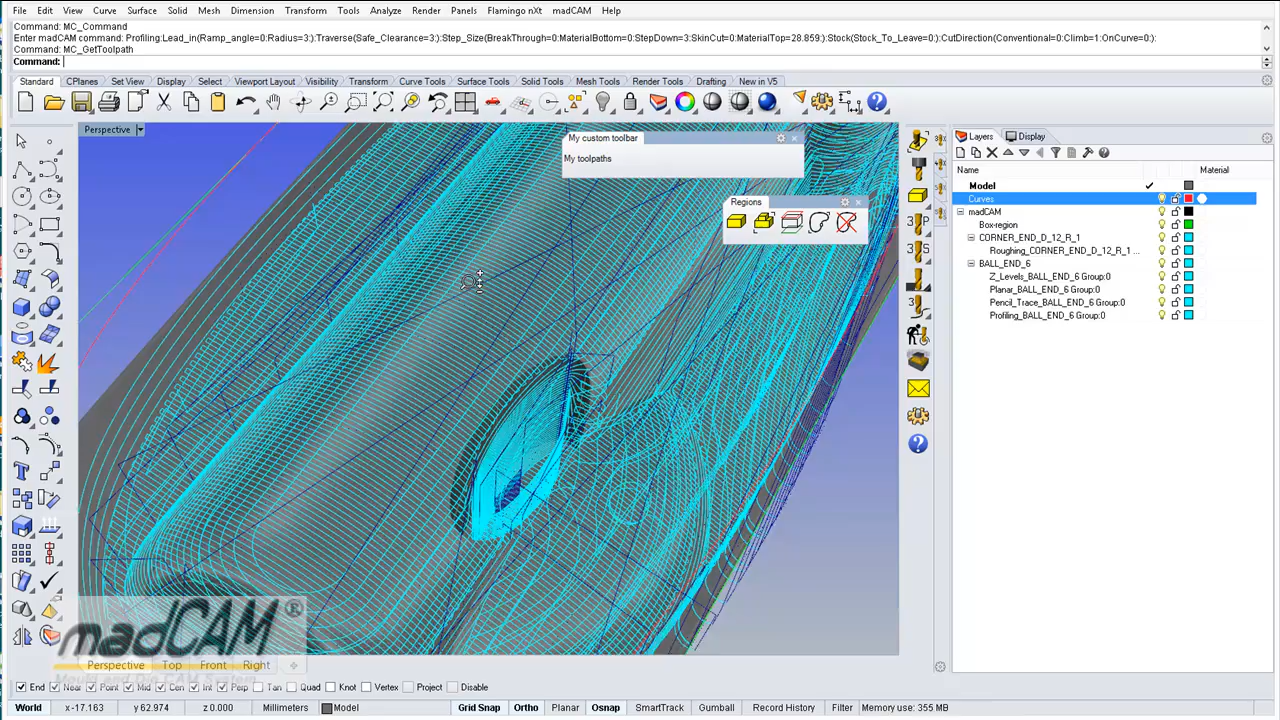 File Edit View Curve Surface Solid Mesh Dimension Transform Tools Analyze Render Panels Flamingo nXt madCAM Help
Command: MC_Command
Enter madCAM command: Profiling:Lead_in(Ramp_angle=0:Radius=3;):Traverse(Safe_Clearance=3;):Step_Size(BreakThrough=0:MaterialBottom=0:StepDown=3:SkinCut=0:MaterialTop=28.859;):Stock(Stock_To_Leave=0;):CutDirection(Conventional=0:Climb=1:OnCurve=0;):
Command: MC_GetToolpath
Command:
Standard CPlanes Set View Display Select Viewport Layout Visibility Transform Curve Tools Surface Tools Solid Tools Mesh Tools Render Tools Drafting New in V5
Perspective
My custom toolbar
My toolpaths
Regions
Layers Display
Name Material
Model
Curves
madCAM
Box-region
CORNER_END_D_12_R_1
Roughing_CORNER_END_D_12_R_1 ...
BALL_END_6
Z_Levels_BALL_END_6 Group:0
Planar_BALL_END_6 Group:0
Pencil_Trace_BALL_END_6 Group:0
Profiling_BALL_END_6 Group:0
3P
3S
madCAM®
Mould and Die CAM System
Perspective Top Front Right
End Near Point Mid Cen Int Perp Tan Quad Knot Vertex Project Disable
World x -17.163 y 62.974 z 0.000 Millimeters Model Grid Snap Ortho Planar Osnap SmartTrack Gumball Record History Filter Memory use: 355 MB